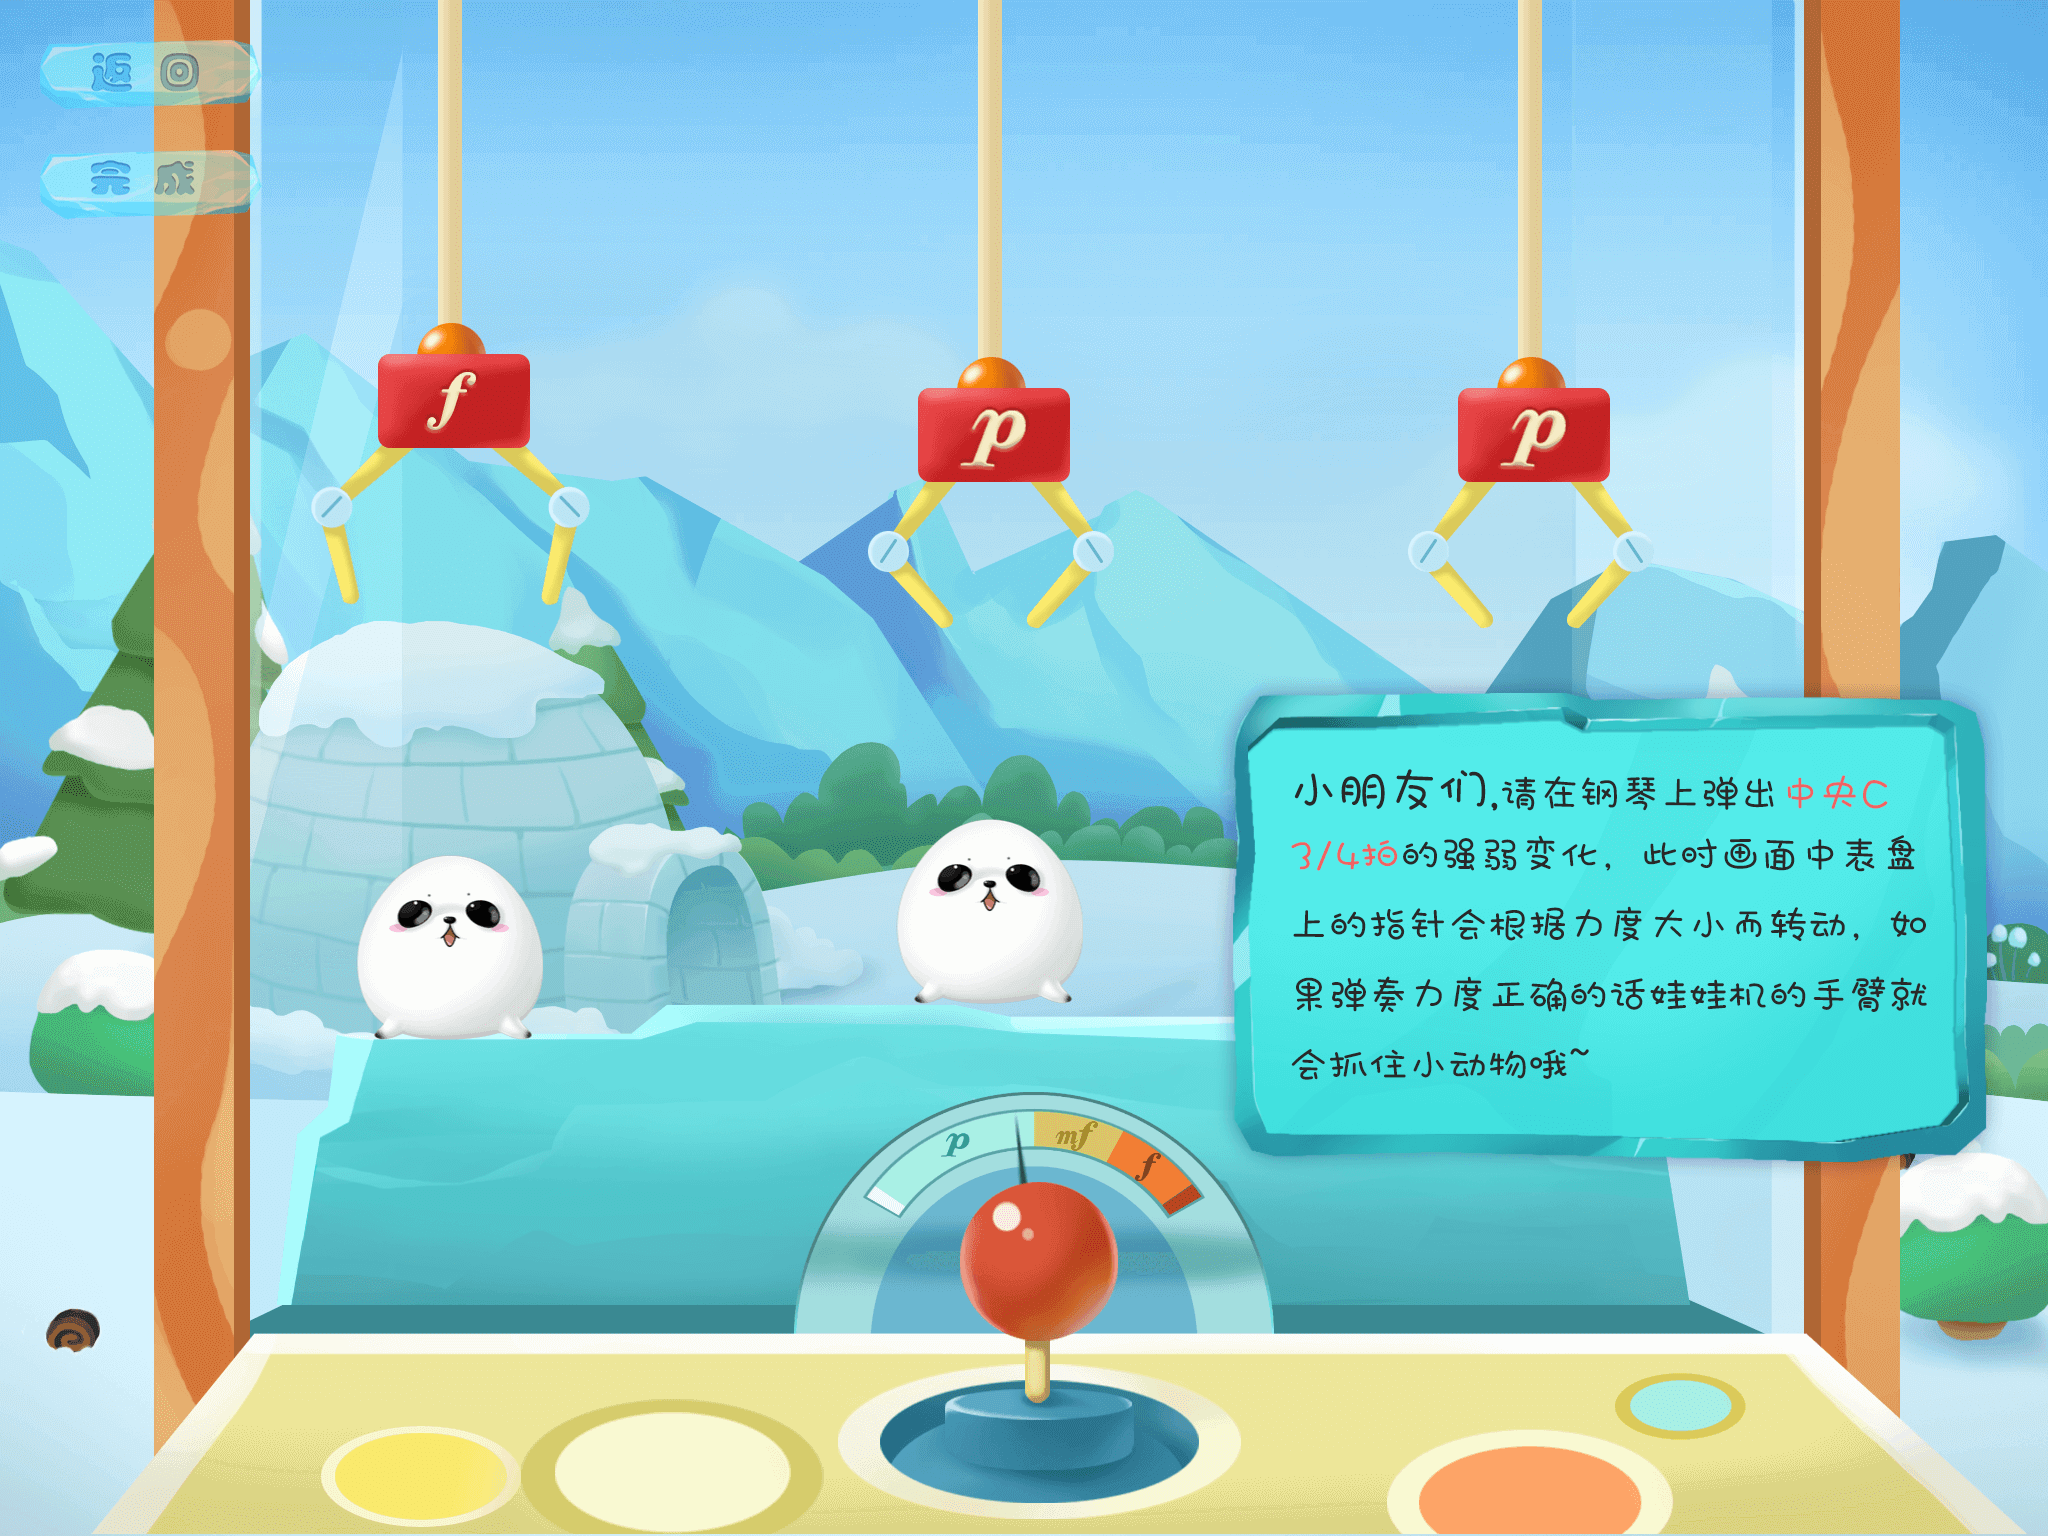 返回
完成
f
p
p
小朋友们,请在钢琴上弹出中央C
3/4拍的强弱变化，此时画面中表盘
上的指针会根据力度大小而转动，如
果弹奏力度正确的话娃娃机的手臂就
会抓住小动物哦~
p mf f